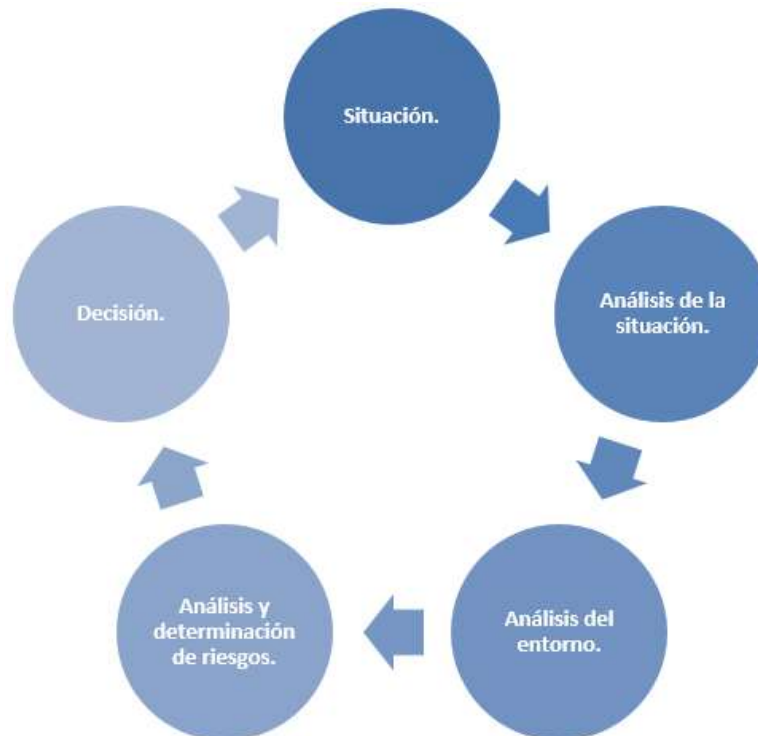 Situación.
Análisis de la
situación.
Análisis del
entorno.
Análisis y
determinación
de riesgos.
Decisión.